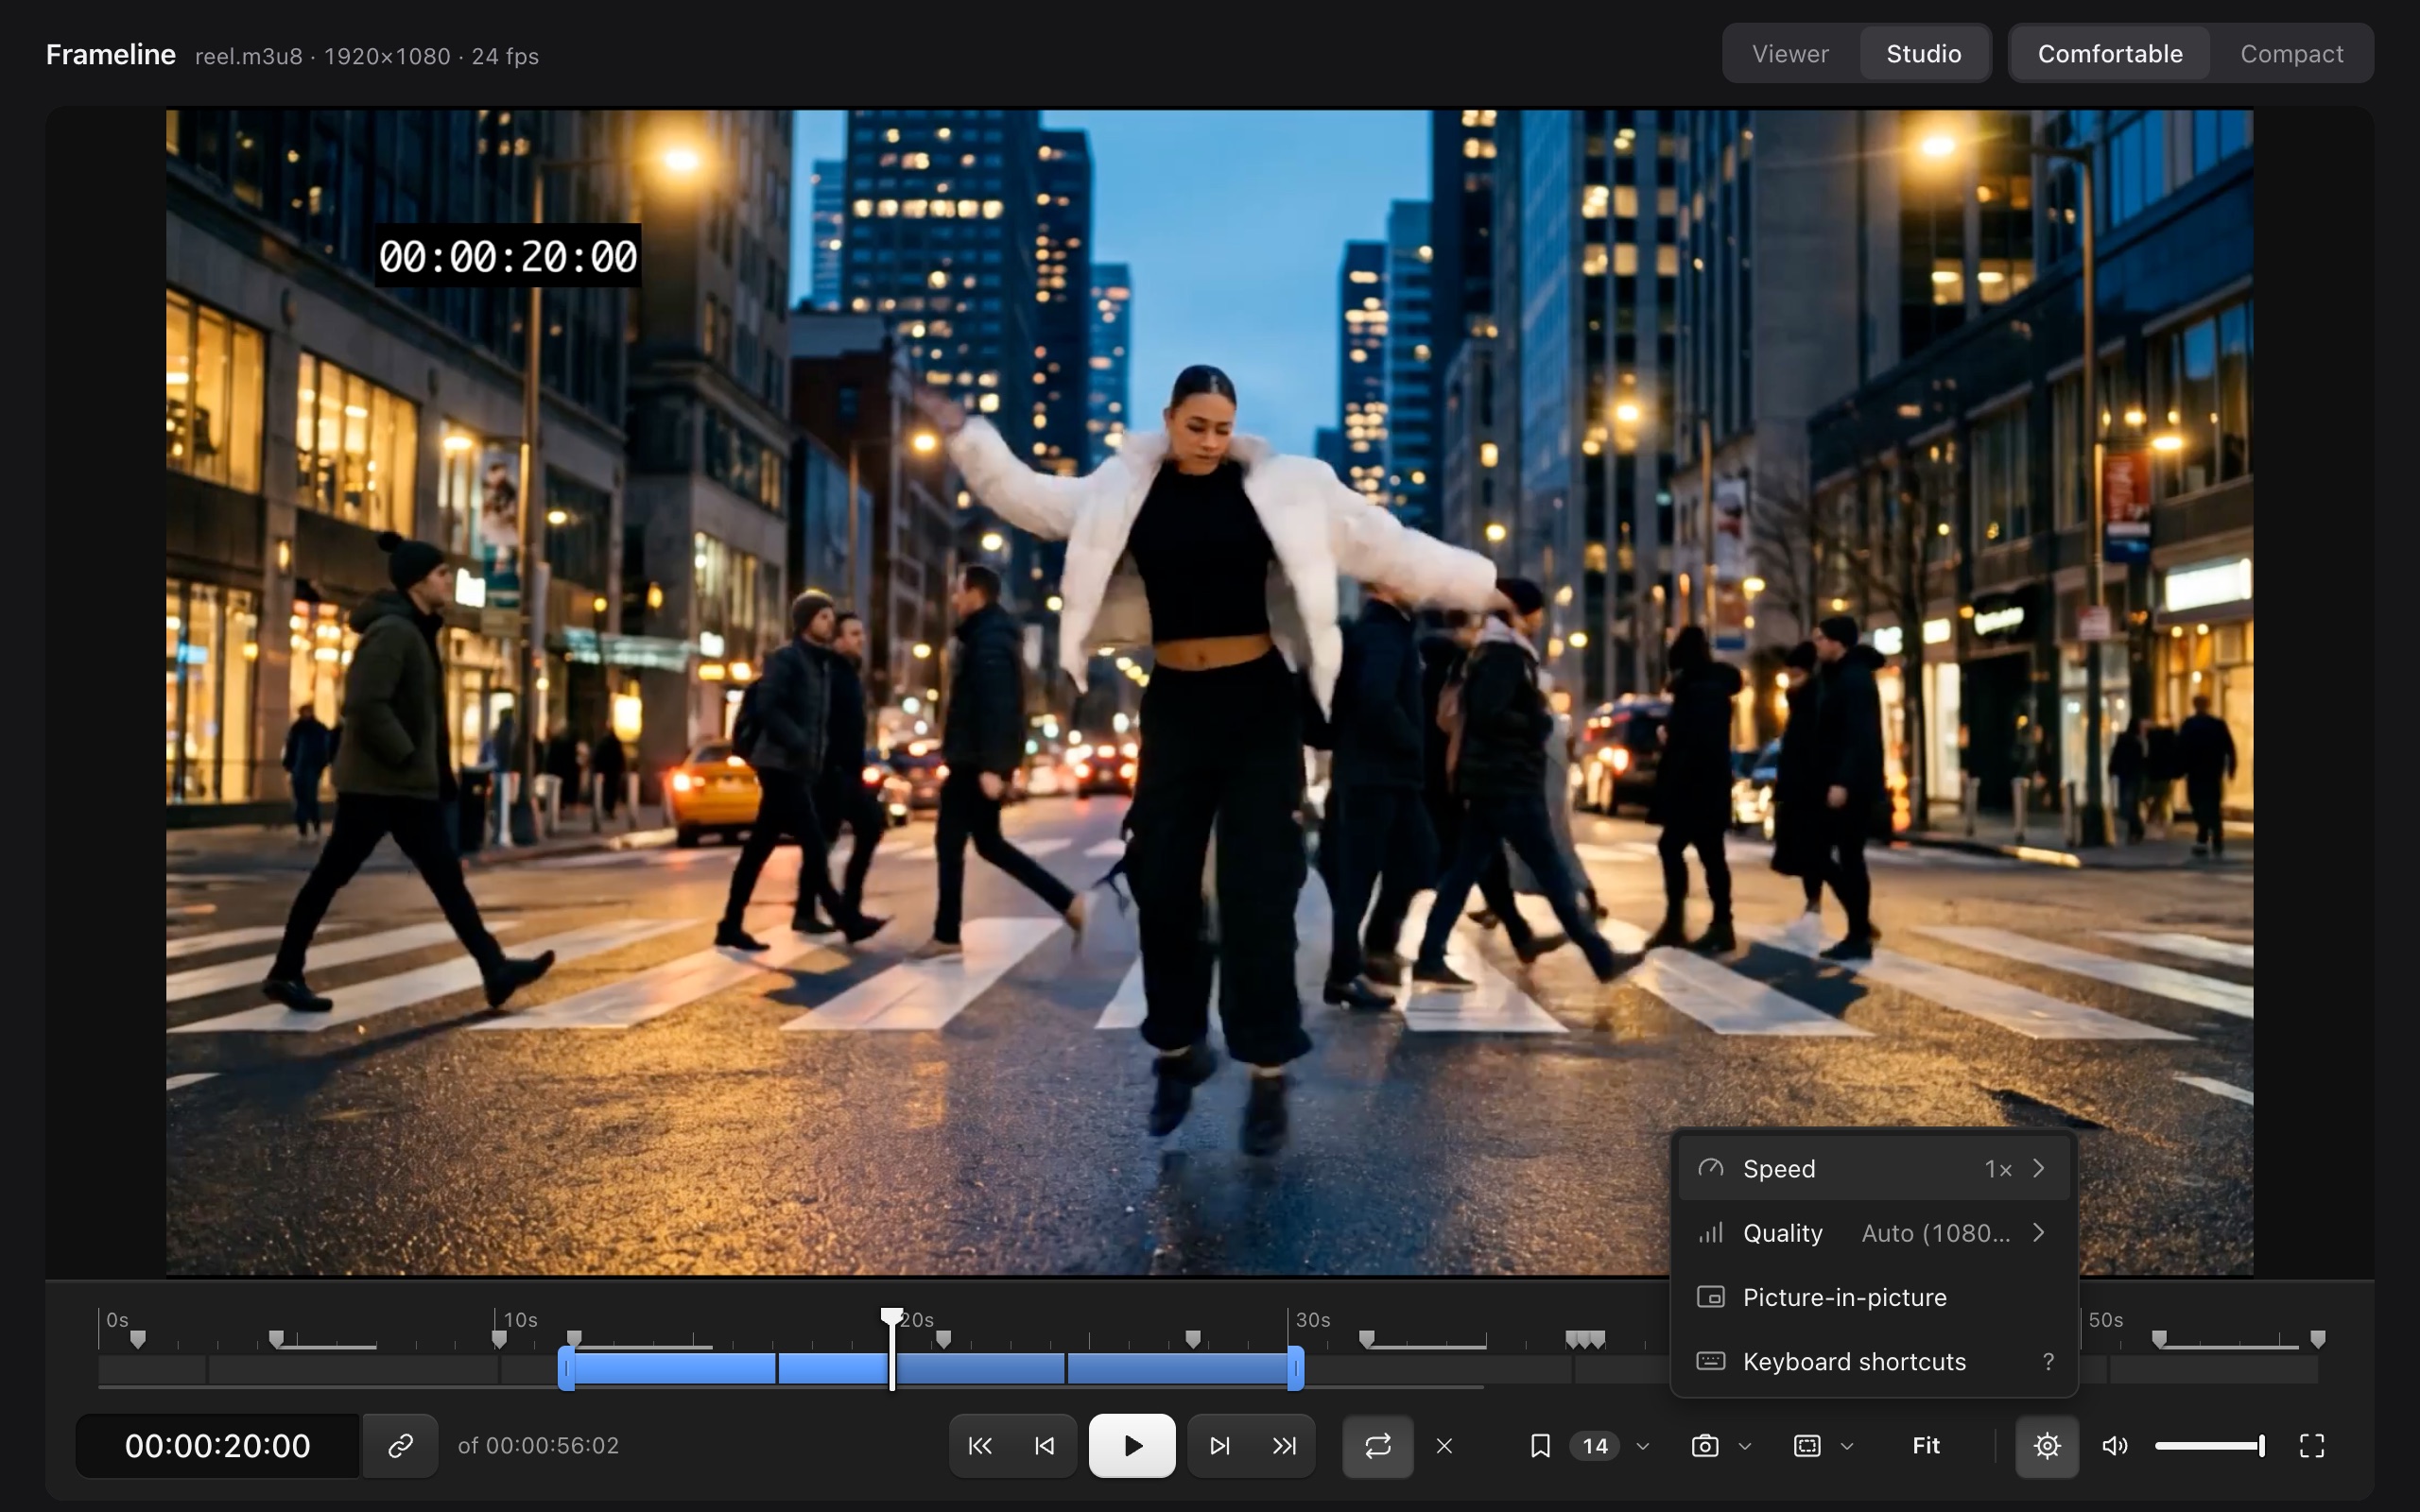 Frameline reel.m3u8 · 1920×1080 · 24 fps
Viewer Studio Comfortable Compact
00:00:20:00
Speed 1×
Quality Auto (1080...
Picture-in-picture
Keyboard shortcuts ?
0s 10s 20s 30s 50s
00:00:20:00 of 00:00:56:02 14 Fit